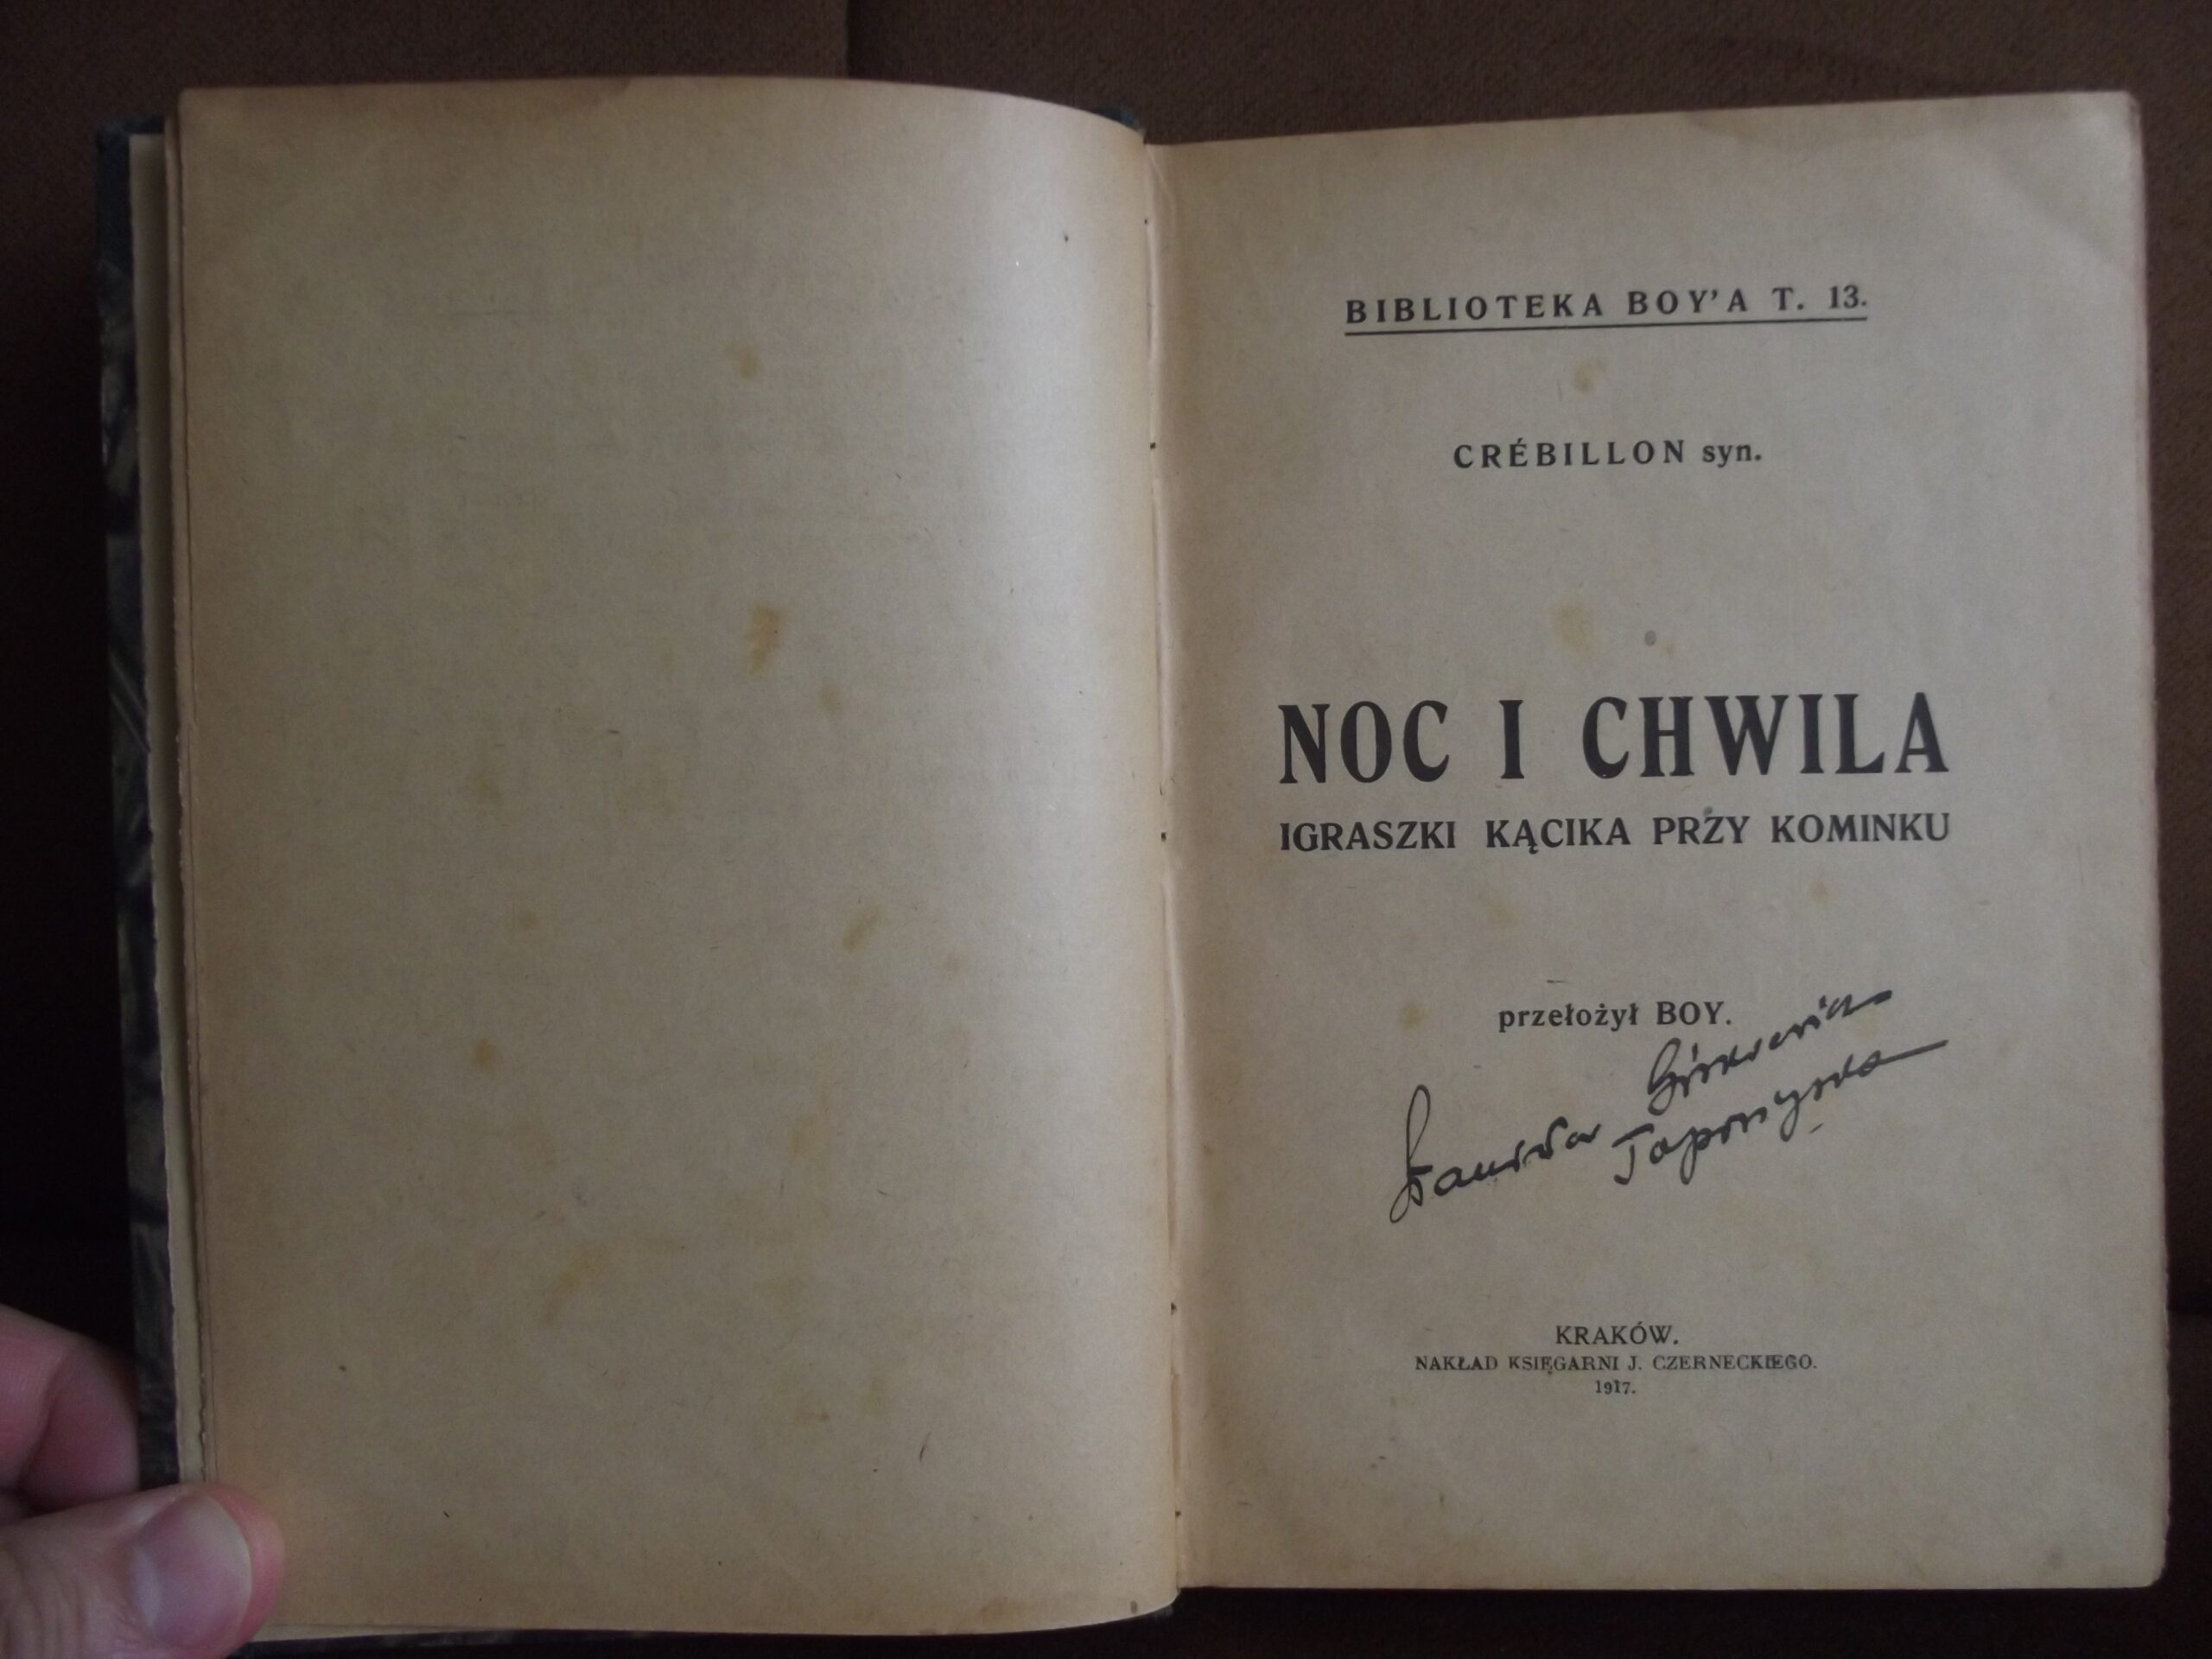 BIBLIOTEKA BOY'A T. 13.
CRÉBILLON syn.
NOC I CHWILA
IGRASZKI KĄCIKA PRZY KOMINKU
przełożył BOY.
KRAKÓW.
NAKŁAD KSIĘGARNI J. CZERNECKIEGO.
1917.